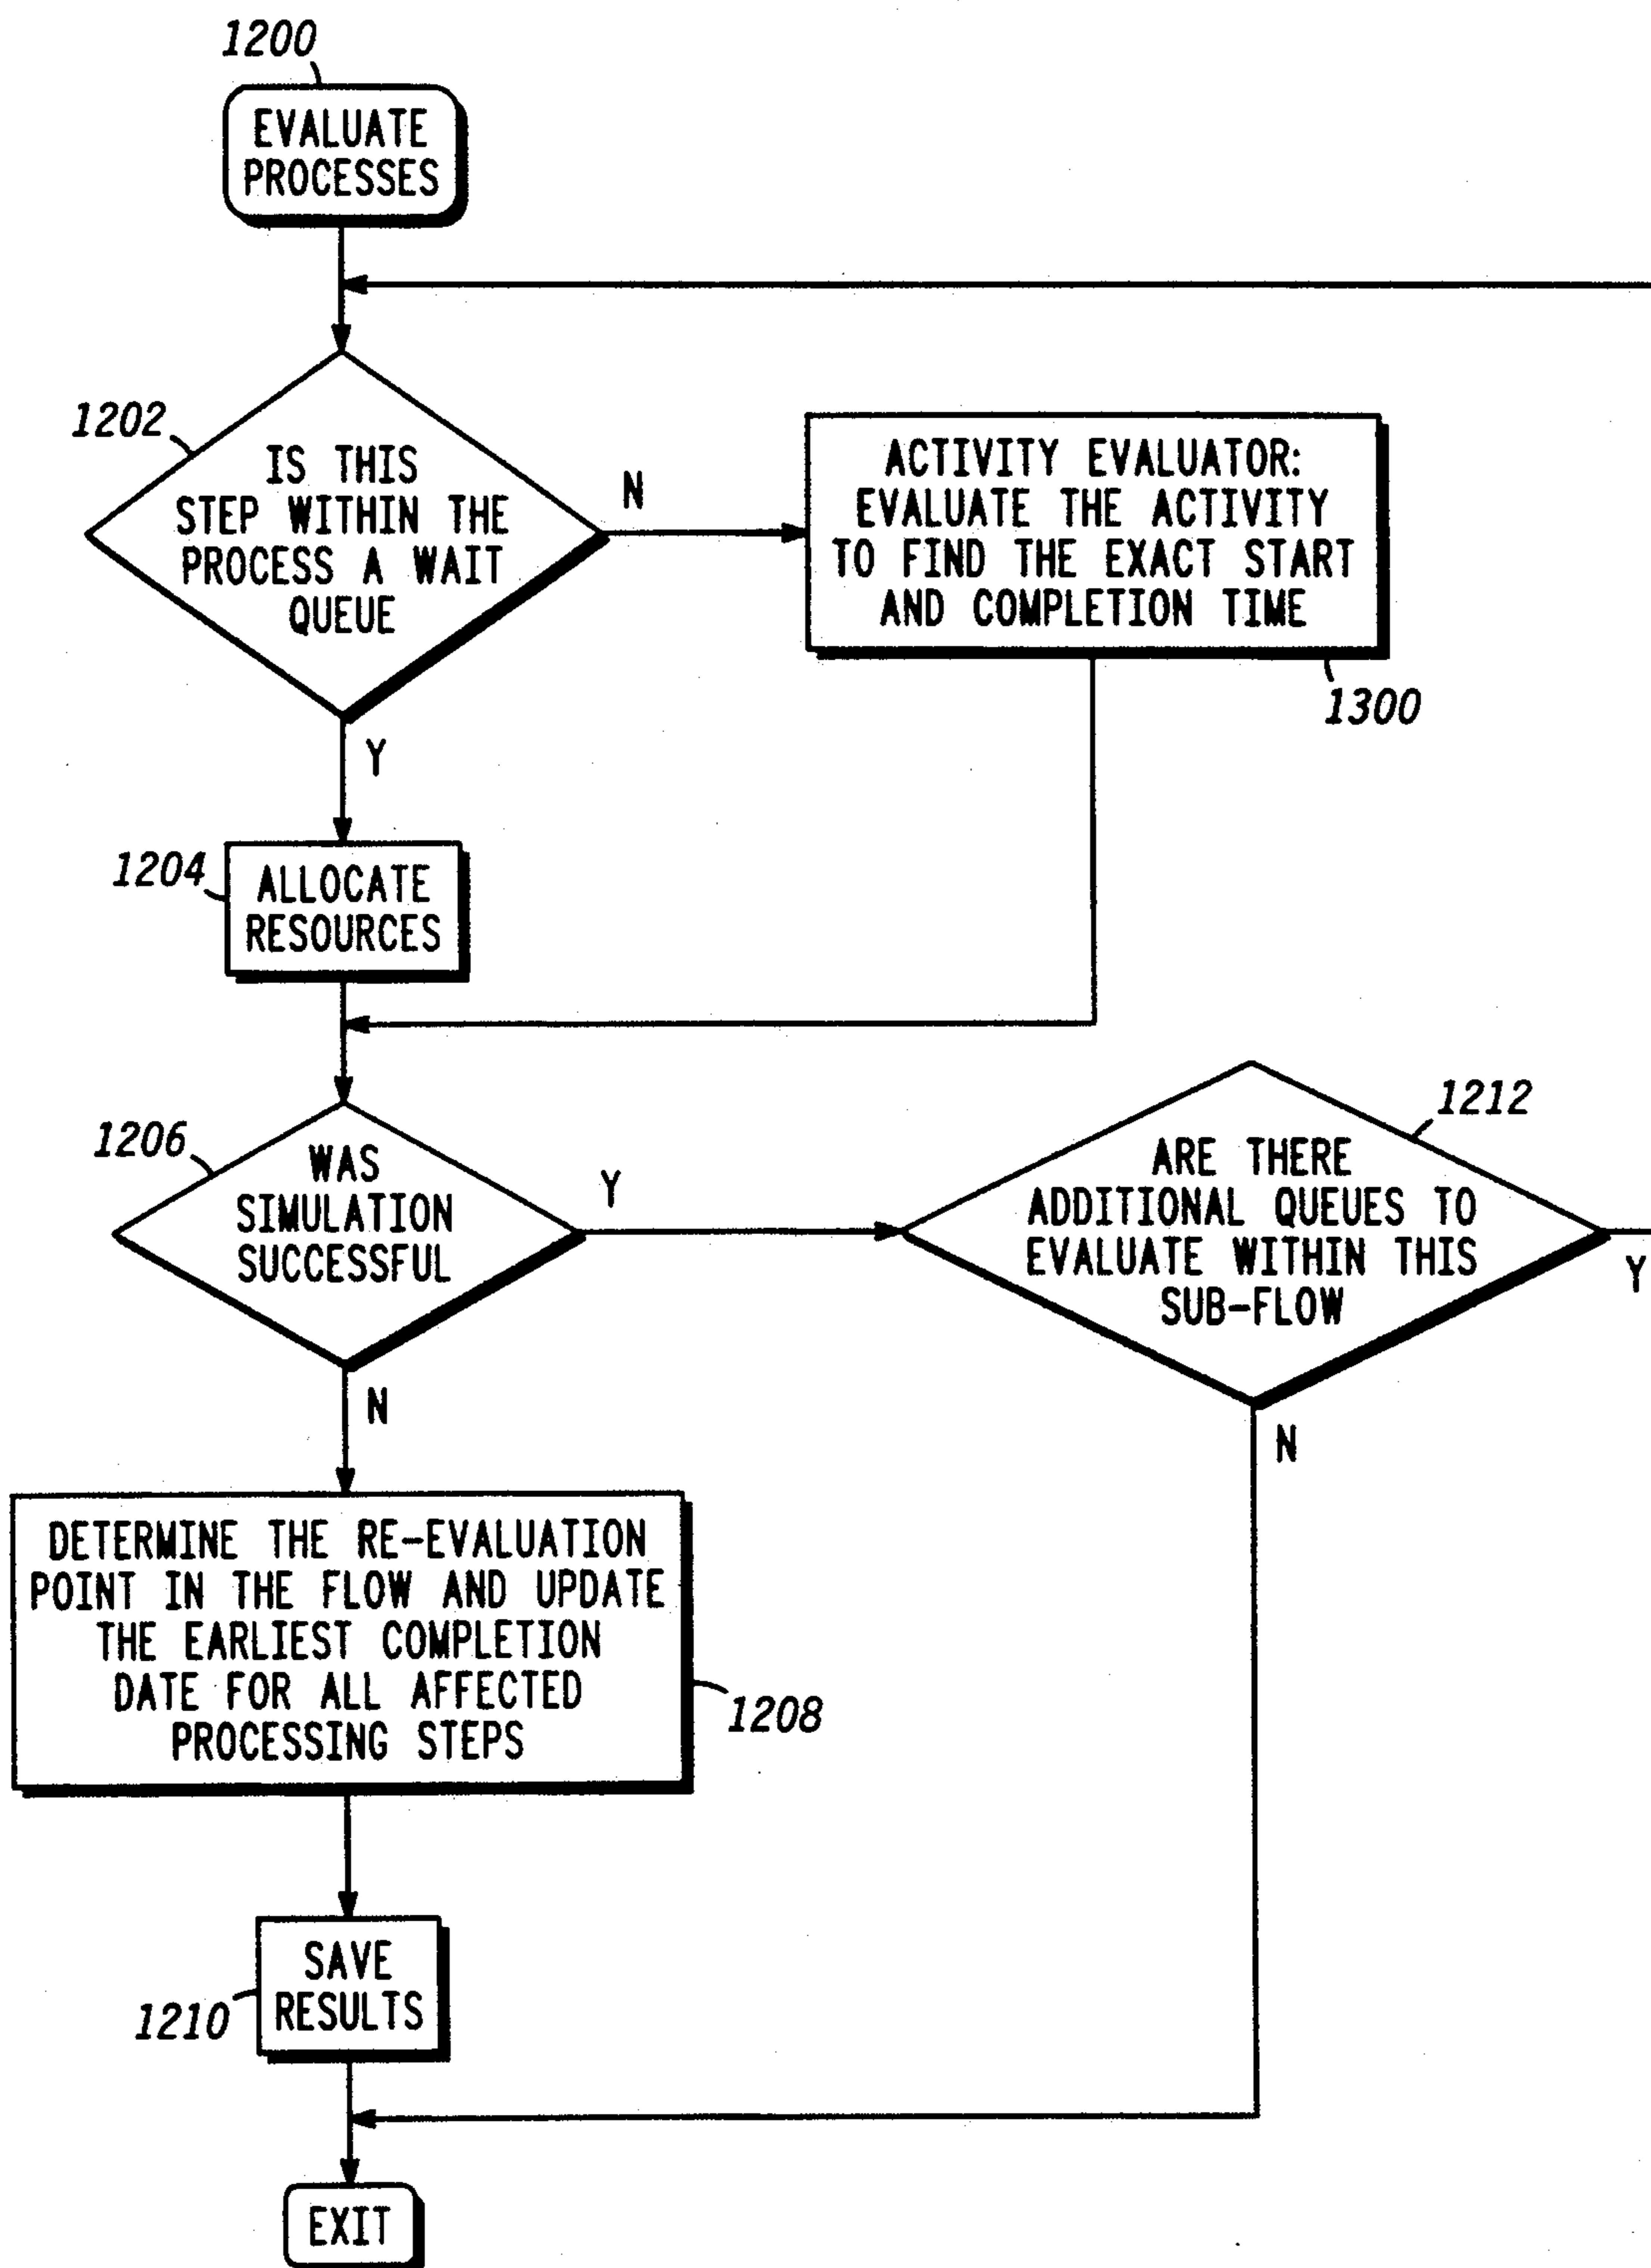 1200
EVALUATE
PROCESSES
1202
IS THIS
STEP WITHIN THE
PROCESS A WAIT
QUEUE
N
ACTIVITY EVALUATOR:
EVALUATE THE ACTIVITY
TO FIND THE EXACT START
AND COMPLETION TIME
1300
Y
1204
ALLOCATE
RESOURCES
1206
WAS
SIMULATION
SUCCESSFUL
Y
1212
ARE THERE
ADDITIONAL QUEUES TO
EVALUATE WITHIN THIS
SUB-FLOW
Y
N
N
DETERMINE THE RE-EVALUATION
POINT IN THE FLOW AND UPDATE
THE EARLIEST COMPLETION
DATE FOR ALL AFFECTED
PROCESSING STEPS
1208
SAVE
RESULTS
1210
EXIT